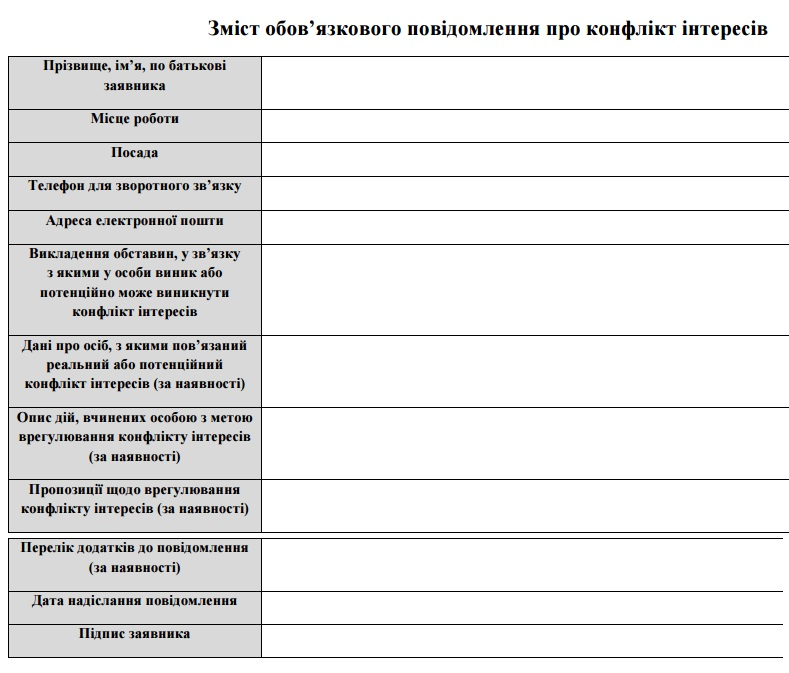 Зміст обов’язкового повідомлення про конфлікт інтересів
Прізвище, ім’я, по батькові
заявника
Місце роботи
Посада
Телефон для зворотного зв’язку
Адреса електронної пошти
Викладення обставин, у зв’язку
з якими у особи виник або
потенційно може виникнути
конфлікт інтересів
Дані про осіб, з якими пов’язаний
реальний або потенційний
конфлікт інтересів (за наявності)
Опис дій, вчинених особою з метою
врегулювання конфлікту інтересів
(за наявності)
Пропозиції щодо врегулювання
конфлікту інтересів (за наявності)
Перелік додатків до повідомлення
(за наявності)
Дата надіслання повідомлення
Підпис заявника